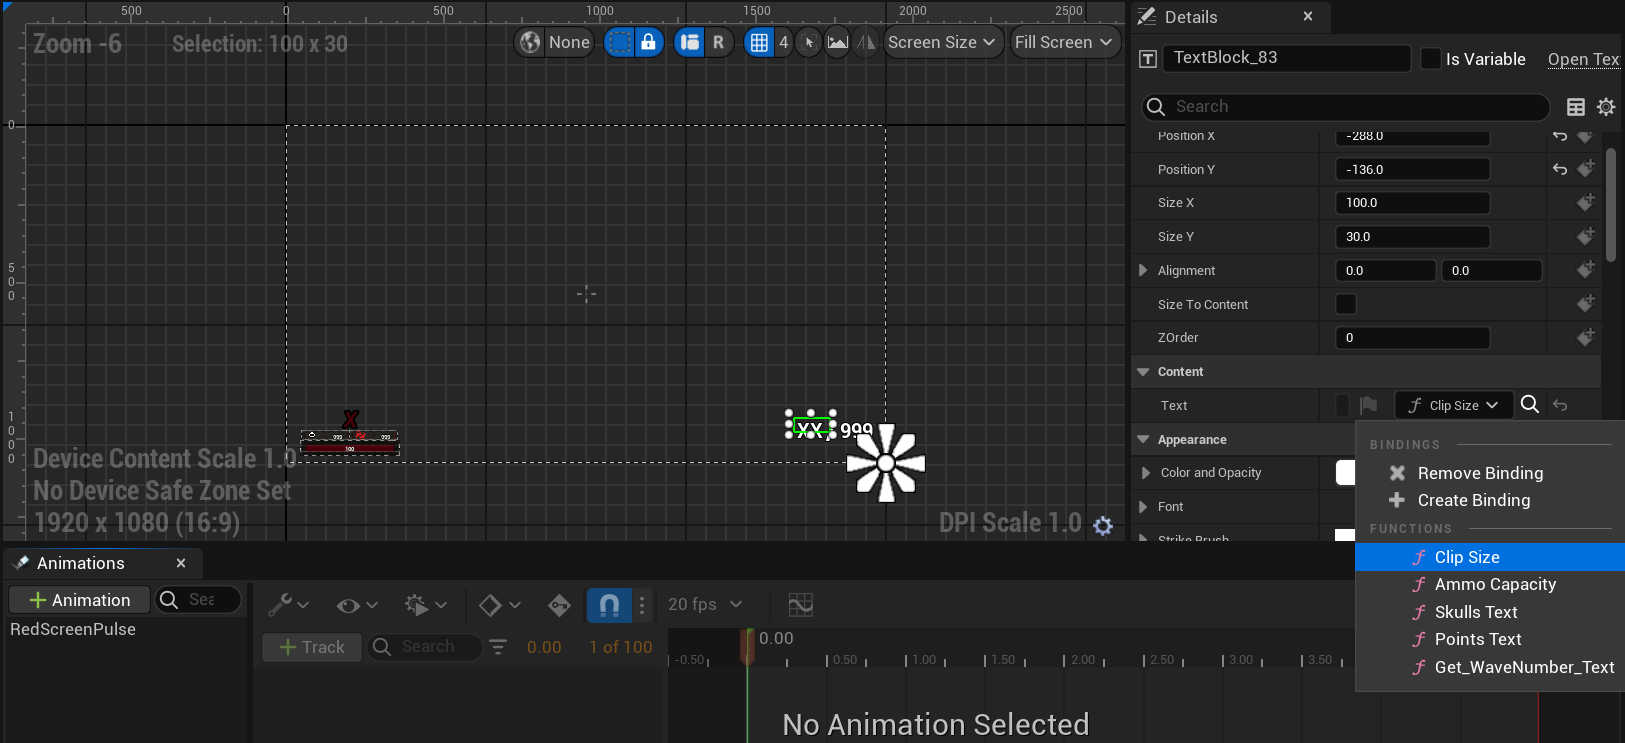 500 0 500 1000 1500 2000 2500
Zoom -6
Selection: 100 x 30
None
R
4
Screen Size
Fill Screen
0
500
1000
X
999
999
100
XX / 999
Device Content Scale 1.0
No Device Safe Zone Set
1920 x 1080 (16:9)
DPI Scale 1.0
Details
TextBlock_83
Is Variable
Open Tex
Search
Position X
-288.0
Position Y
-136.0
Size X
100.0
Size Y
30.0
Alignment
0.0
0.0
Size To Content
ZOrder
0
Content
Text
Clip Size
Appearance
Color and Opacity
Font
Strike Brush
BINDINGS
Remove Binding
Create Binding
FUNCTIONS
Clip Size
Ammo Capacity
Skulls Text
Points Text
Get_WaveNumber_Text
Animations
Animation
Sea
RedScreenPulse
20 fps
Track
Search
0.00
1 of 100
0.00
-0.50 0.50 1.00 1.50 2.00 2.50 3.00 3.50
No Animation Selected